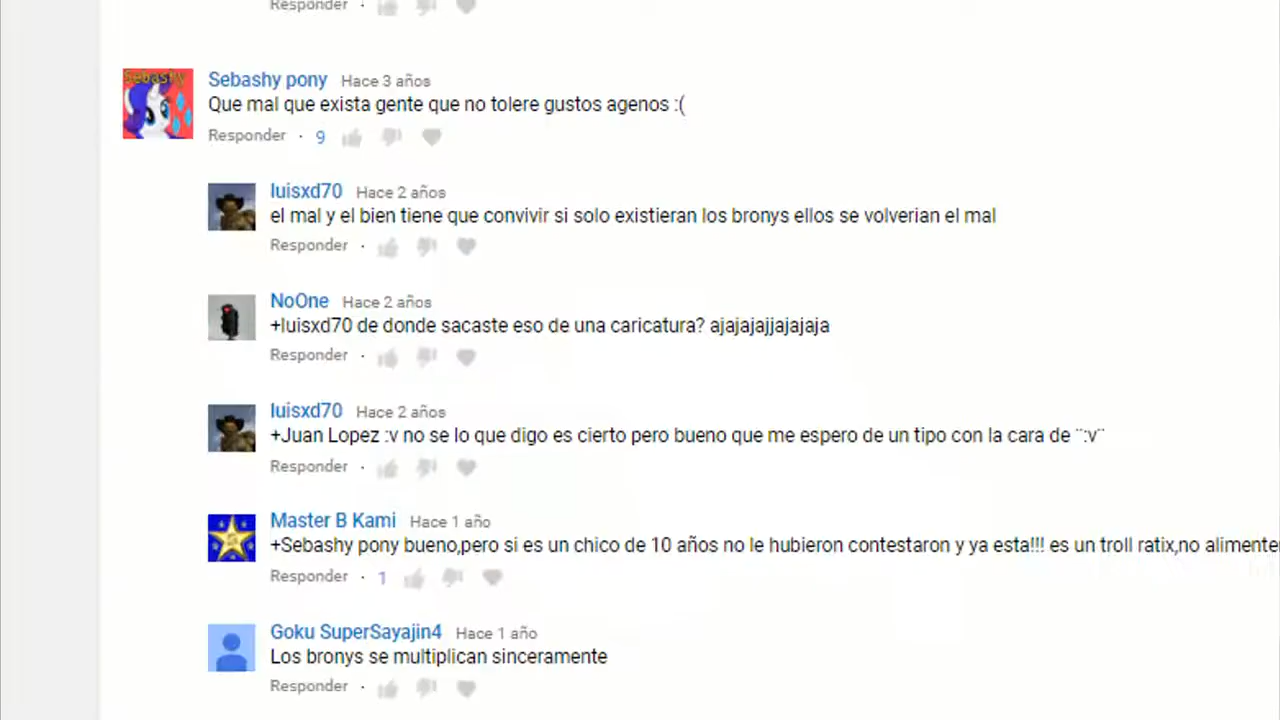 Responder ·
Sebashy
Sebashy pony Hace 3 años
Que mal que exista gente que no tolere gustos agenos :(
Responder · 9
luisxd70 Hace 2 años
el mal y el bien tiene que convivir si solo existieran los bronys ellos se volverian el mal
Responder ·
NoOne Hace 2 años
+luisxd70 de donde sacaste eso de una caricatura? ajajajajjajajaja
Responder ·
luisxd70 Hace 2 años
+Juan Lopez :v no se lo que digo es cierto pero bueno que me espero de un tipo con la cara de ¨:v¨
Responder ·
Master B Kami Hace 1 año
+Sebashy pony bueno,pero si es un chico de 10 años no le hubieron contestaron y ya esta!!! es un troll ratix,no alimente
Responder · 1
Goku SuperSayajin4 Hace 1 año
Los bronys se multiplican sinceramente
Responder ·